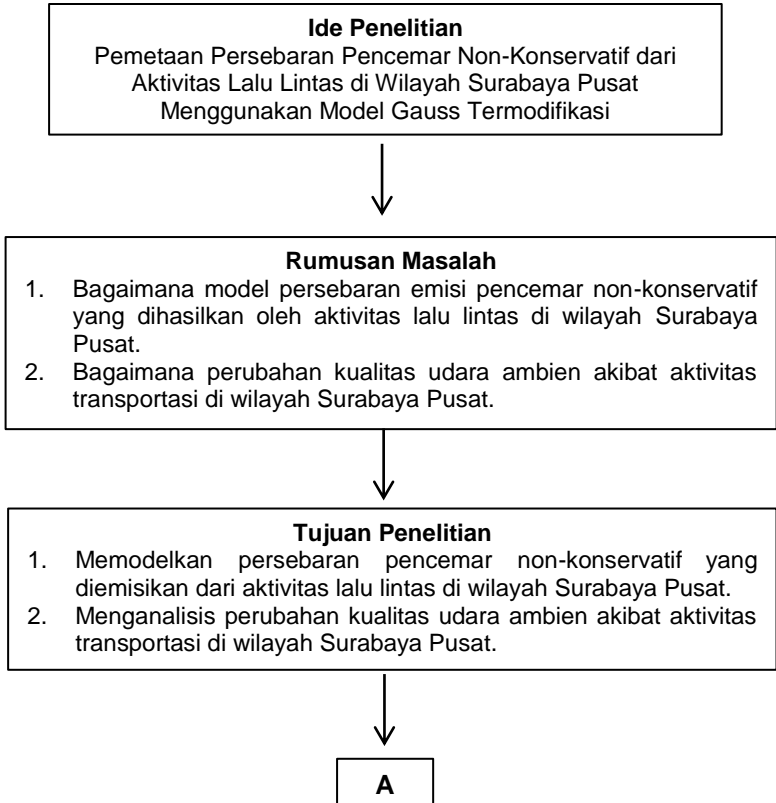 Ide Penelitian
Pemetaan Persebaran Pencemar Non-Konservatif dari
Aktivitas Lalu Lintas di Wilayah Surabaya Pusat
Menggunakan Model Gauss Termodifikasi
Rumusan Masalah
1. Bagaimana model persebaran emisi pencemar non-konservatif
yang dihasilkan oleh aktivitas lalu lintas di wilayah Surabaya
Pusat.
2. Bagaimana perubahan kualitas udara ambien akibat aktivitas
transportasi di wilayah Surabaya Pusat.
Tujuan Penelitian
1. Memodelkan persebaran pencemar non-konservatif yang
diemisikan dari aktivitas lalu lintas di wilayah Surabaya Pusat.
2. Menganalisis perubahan kualitas udara ambien akibat aktivitas
transportasi di wilayah Surabaya Pusat.
A